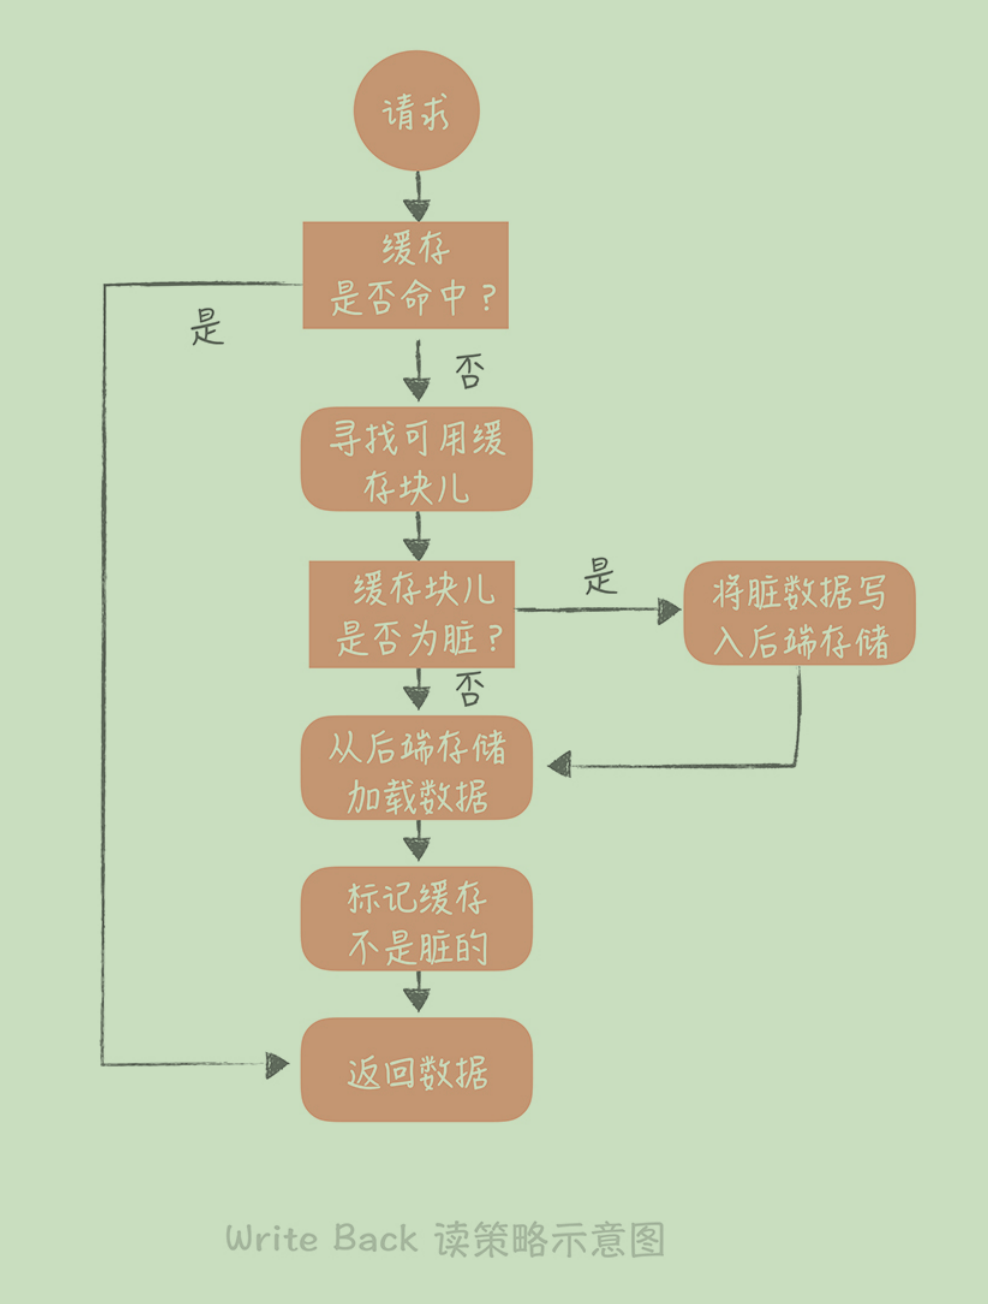 请求
缓存
是否命中?
是
否
寻找可用缓
存块儿
缓存块儿
是否为脏?
是
将脏数据写
入后端存储
否
从后端存储
加载数据
标记缓存
不是脏的
返回数据
Write Back 读策略示意图